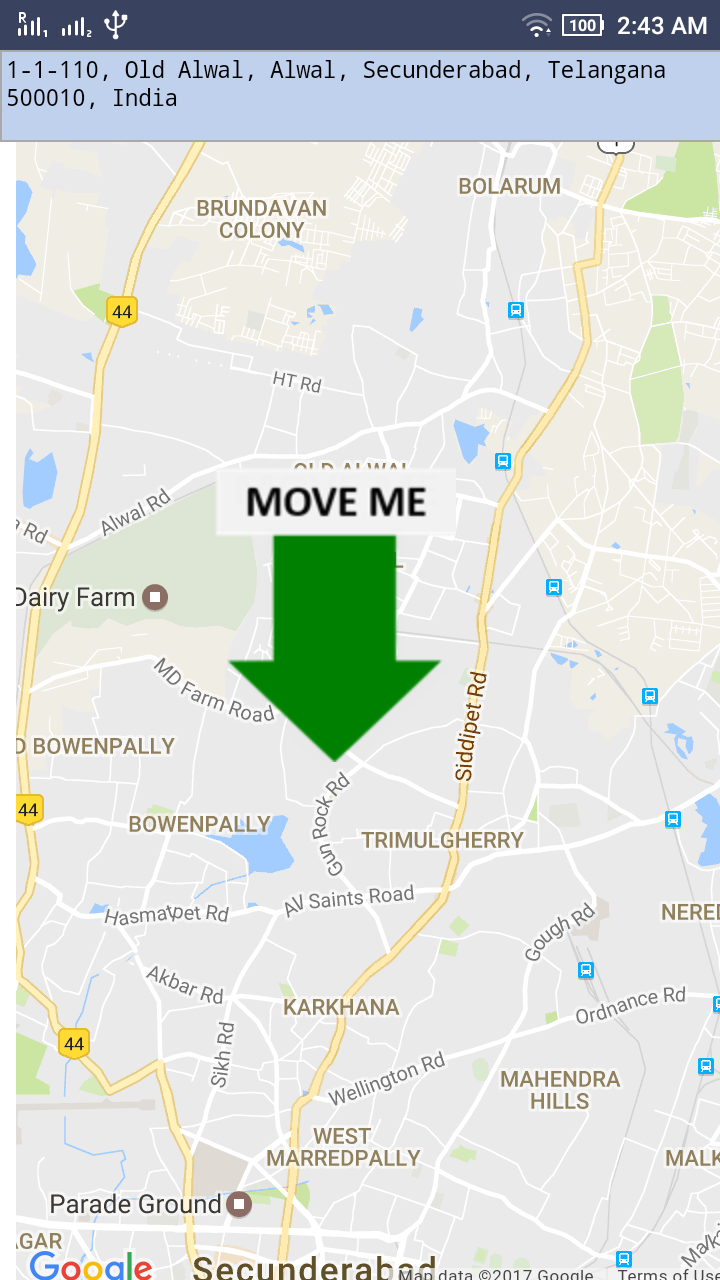 R 1 2 100 2:43 AM
1-1-110, Old Alwal, Alwal, Secunderabad, Telangana
500010, India
BOLARUM
BRUNDAVAN
COLONY
44
HT Rd
OLD ALWAL
MOVE ME
Alwal Rd
Rd
Dairy Farm
MD Farm Road
Siddipet Rd
D BOWENPALLY
44
Gun Rock Rd
BOWENPALLY
TRIMULGHERRY
AV Saints Road
Hasmatpet Rd
NERED
Gough Rd
Akbar Rd
KARKHANA
Ordnance Rd
44
Sikh Rd
Wellington Rd
MAHENDRA
HILLS
WEST
MARREDPALLY
MALK
Parade Ground
AGAR
Google
Secunderabad
Map data ©2017 Google Terms of Use